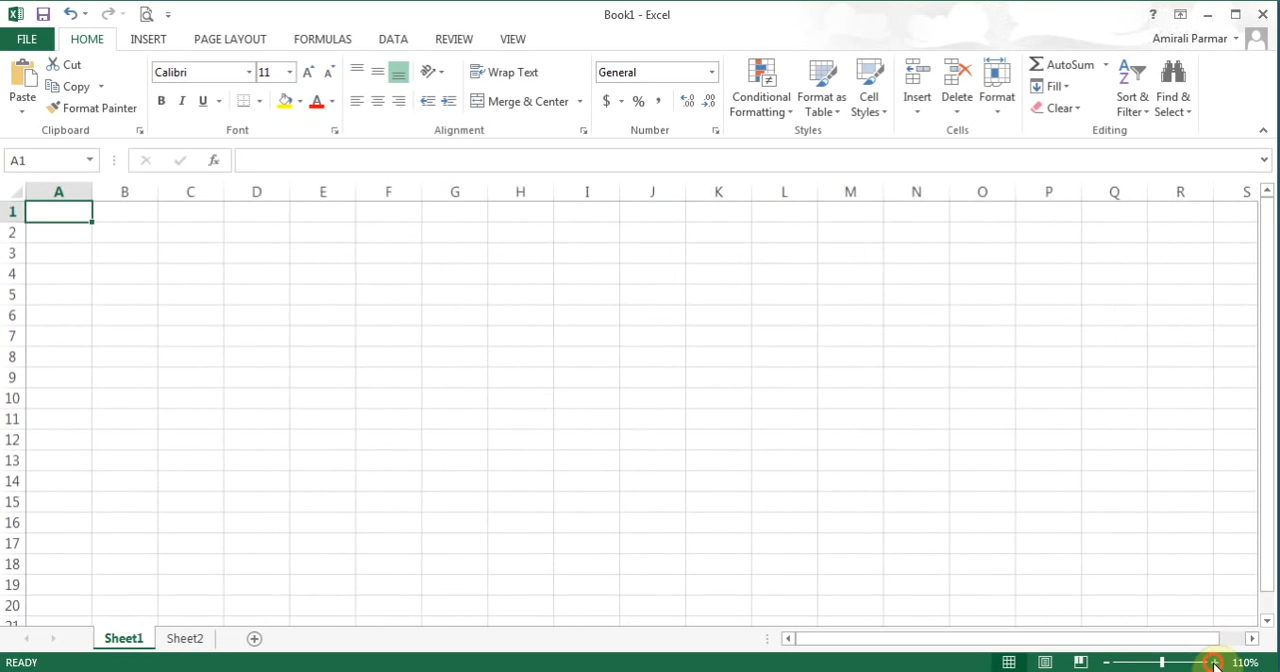 Book1 - Excel
?
FILE HOME INSERT PAGE LAYOUT FORMULAS DATA REVIEW VIEW
Amirali Parmar
Paste
Cut
Copy
Format Painter
Clipboard
Calibri 11
B I U
Font
Wrap Text
Merge & Center
Alignment
General
$ % ,
Number
Conditional Formatting
Format as Table
Cell Styles
Styles
Insert
Delete
Format
Cells
AutoSum
Fill
Clear
Sort & Filter
Find & Select
Editing
A1
fx
A B C D E F G H I J K L M N O P Q R S
1
2
3
4
5
6
7
8
9
10
11
12
13
14
15
16
17
18
19
20
21
Sheet1 Sheet2
READY
110%